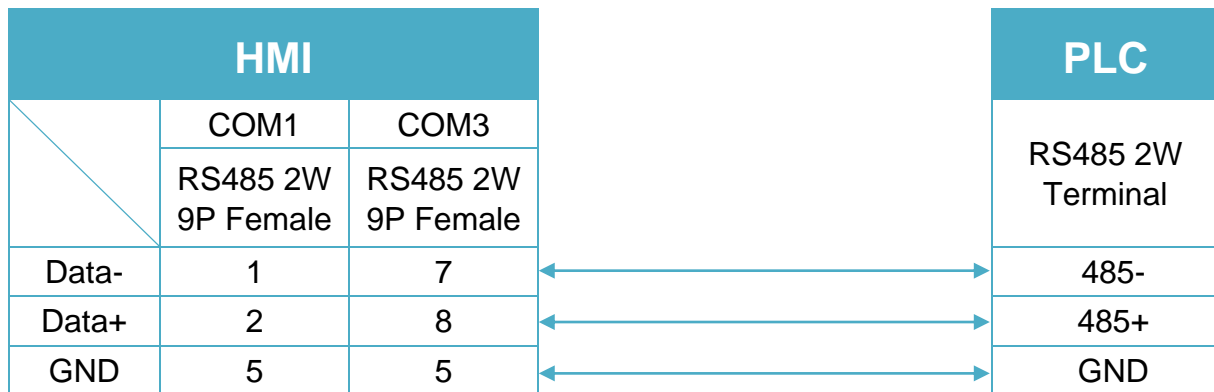 HMI PLC
COM1 COM3
RS485 2W RS485 2W RS485 2W
9P Female 9P Female Terminal
Data- 1 7 485-
Data+ 2 8 485+
GND 5 5 GND